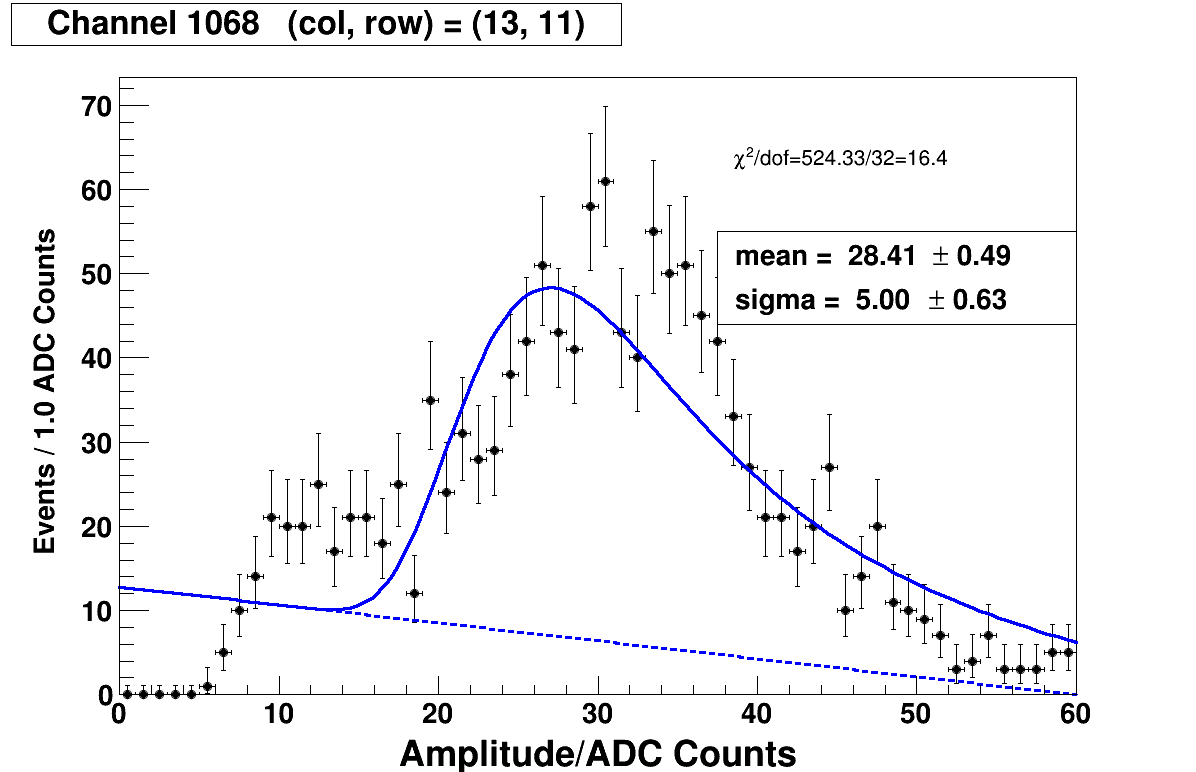 Channel 1068 (col, row) = (13, 11)
70
60
50
40
30
20
10
0
Events / 1.0 ADC Counts
χ²/dof=524.33/32=16.4
mean = 28.41 ± 0.49
sigma = 5.00 ± 0.63
0 10 20 30 40 50 60
Amplitude/ADC Counts